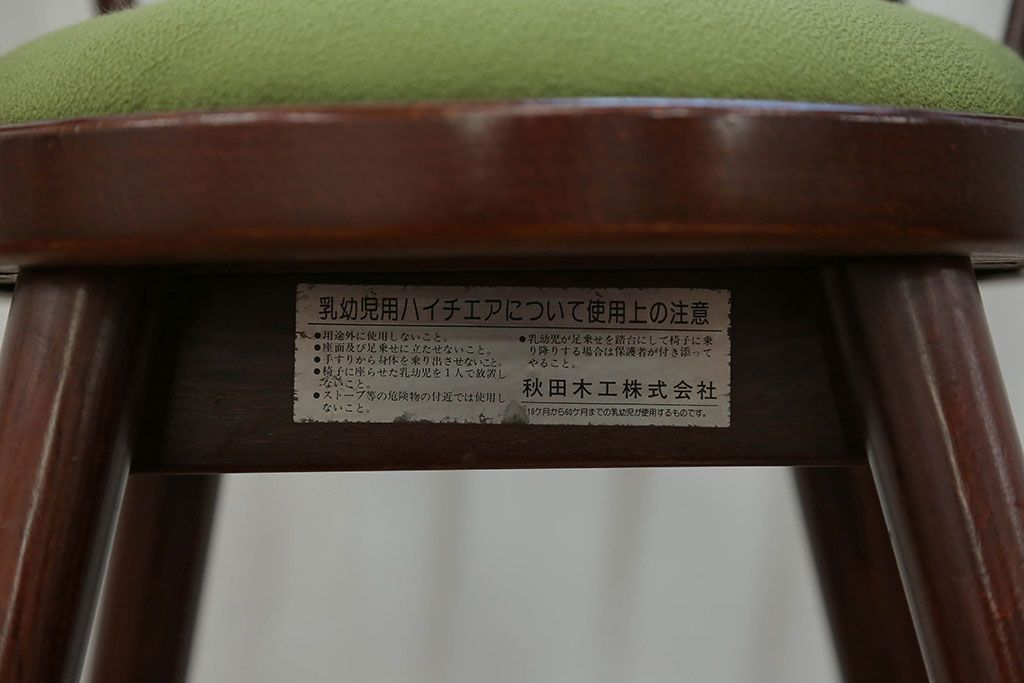 乳幼児用ハイチエアについて使用上の注意
●用途外に使用しないこと。
●座面及び足乗せに立たせないこと。
●手すりから身体を乗り出させないこと。
●椅子に座らせた乳幼児を1人で放置し
ないこと。
●ストーブ等の危険物の付近では使用し
ないこと。
●乳幼児が足乗せを踏台にして椅子に乗
り降りする場合は保護者が付き添って
やること。
秋田木工株式会社
18ケ月から60ケ月までの乳幼児が使用するものです。